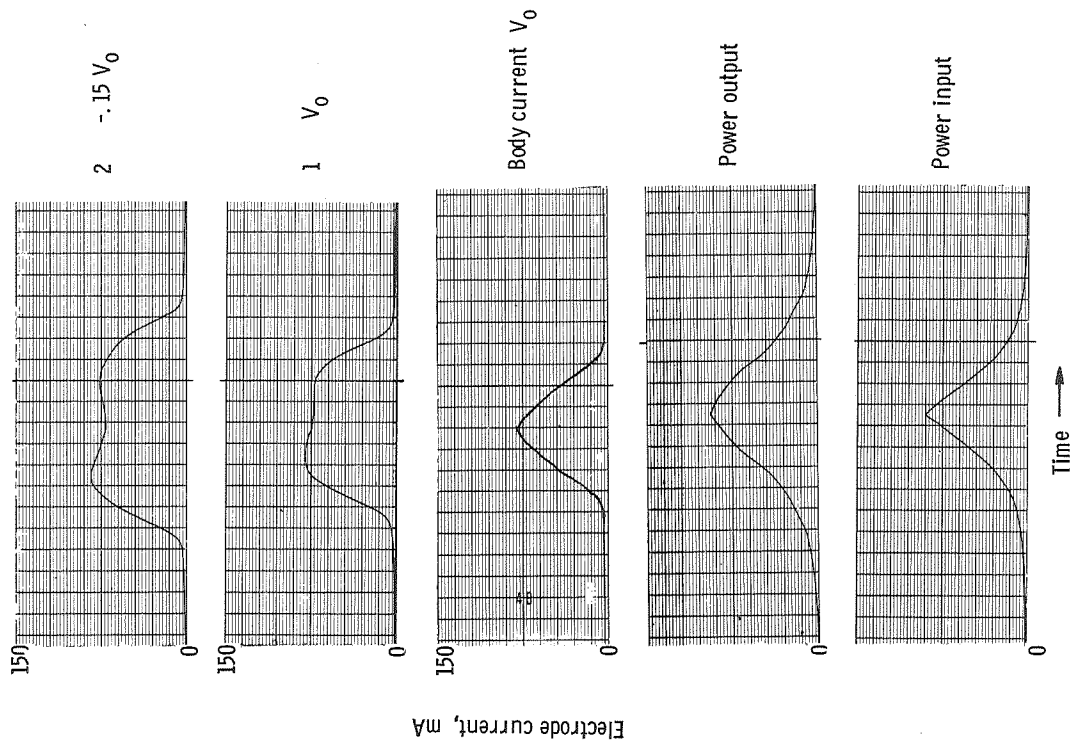 Electrode current, mA
150
0
2 -.15 V₀
150
0
1 V₀
150
0
Body current V₀
0
Power output
0
Power input
Time